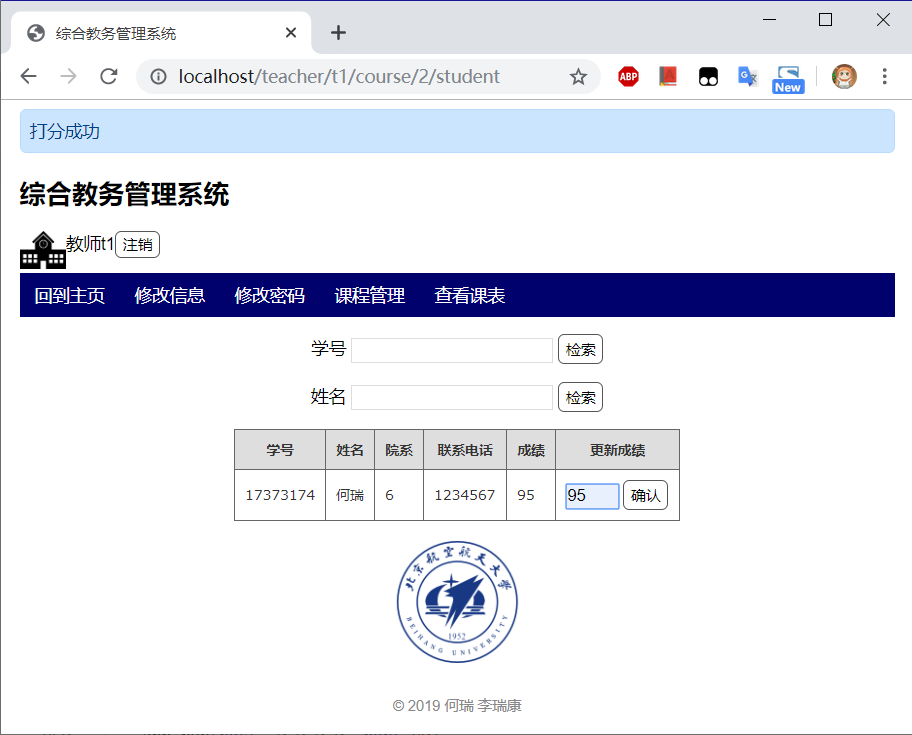 综合教务管理系统
localhost/teacher/t1/course/2/student
ABP
A
G
New
打分成功
综合教务管理系统
教师t1 注销
回到主页 修改信息 修改密码 课程管理 查看课表
学号 检索
姓名 检索
学号 姓名 院系 联系电话 成绩 更新成绩
17373174 何瑞 6 1234567 95 95 确认
北京航空航天大学
1952
BEIHANG UNIVERSITY
© 2019 何瑞 李瑞康